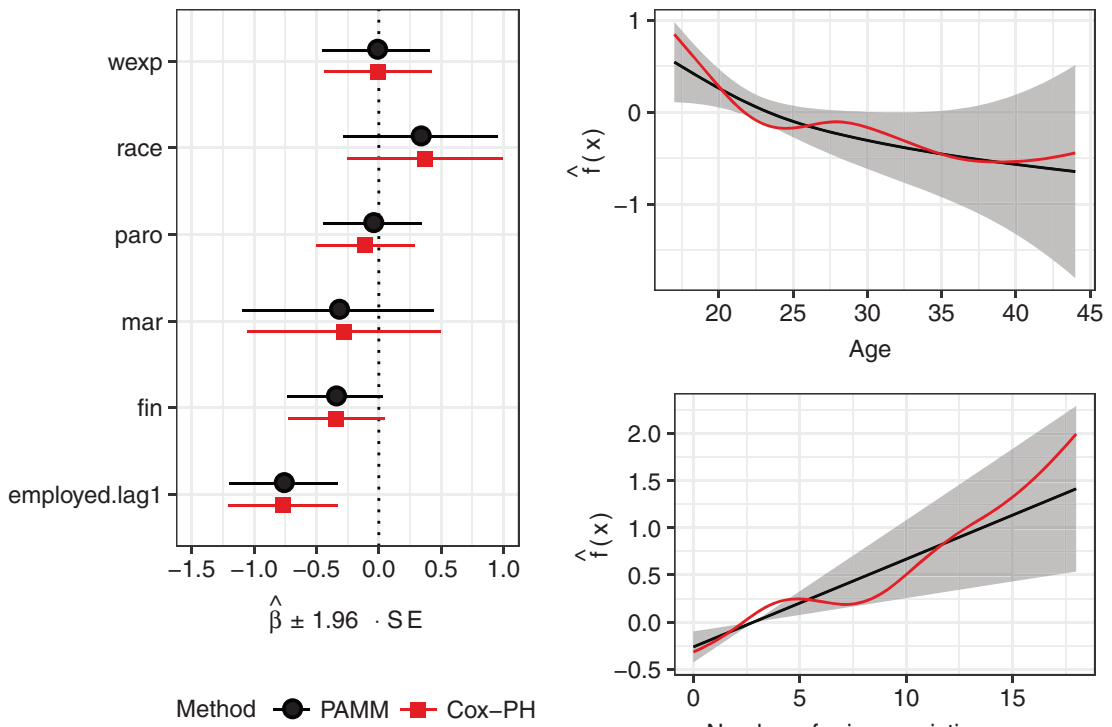 wexp
race
paro
mar
fin
employed.lag1
−1.5 −1.0 −0.5 0.0 0.5 1.0
β̂ ± 1.96 · SE
Method PAMM Cox−PH
1
0
−1
f̂(x)
20 25 30 35 40 45
Age
2.0
1.5
1.0
0.5
0.0
−0.5
f̂(x)
0 5 10 15